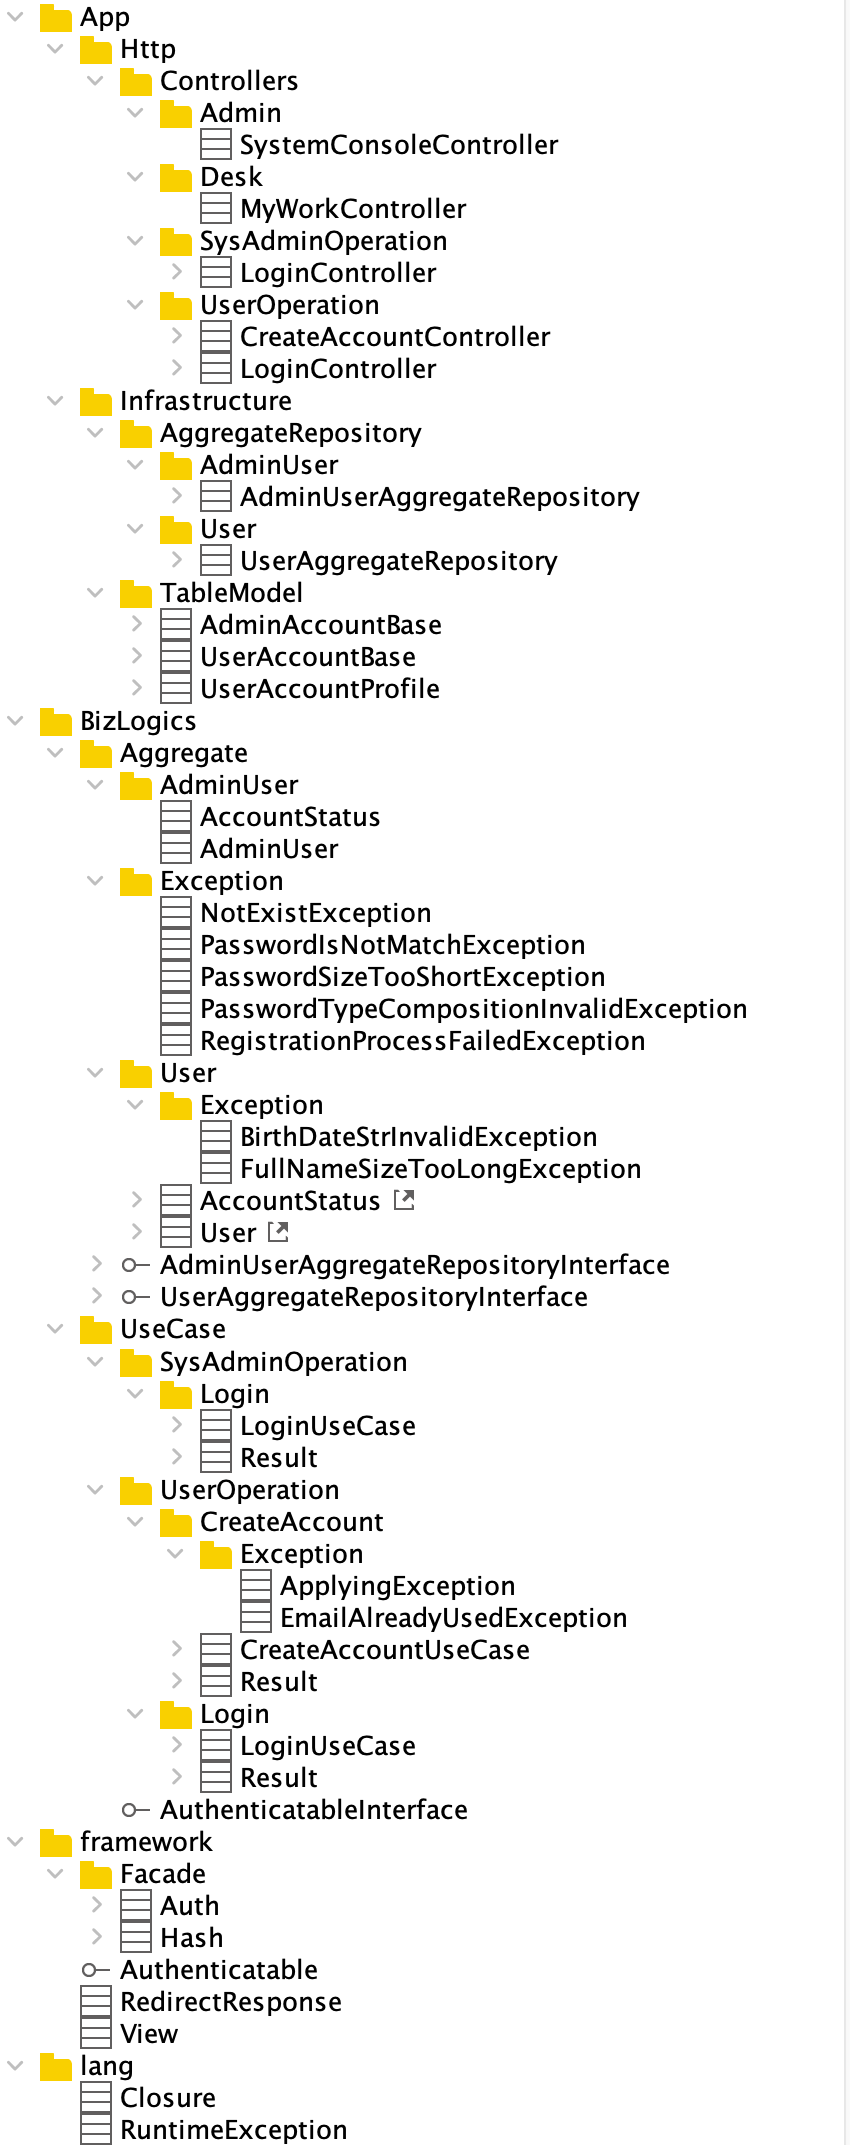 App
Http
Controllers
Admin
SystemConsoleController
Desk
MyWorkController
SysAdminOperation
LoginController
UserOperation
CreateAccountController
LoginController
Infrastructure
AggregateRepository
AdminUser
AdminUserAggregateRepository
User
UserAggregateRepository
TableModel
AdminAccountBase
UserAccountBase
UserAccountProfile
BizLogics
Aggregate
AdminUser
AccountStatus
AdminUser
Exception
NotExistException
PasswordIsNotMatchException
PasswordSizeTooShortException
PasswordTypeCompositionInvalidException
RegistrationProcessFailedException
User
Exception
BirthDateStrInvalidException
FullNameSizeTooLongException
AccountStatus
User
AdminUserAggregateRepositoryInterface
UserAggregateRepositoryInterface
UseCase
SysAdminOperation
Login
LoginUseCase
Result
UserOperation
CreateAccount
Exception
ApplyingException
EmailAlreadyUsedException
CreateAccountUseCase
Result
Login
LoginUseCase
Result
AuthenticatableInterface
framework
Facade
Auth
Hash
Authenticatable
RedirectResponse
View
lang
Closure
RuntimeException